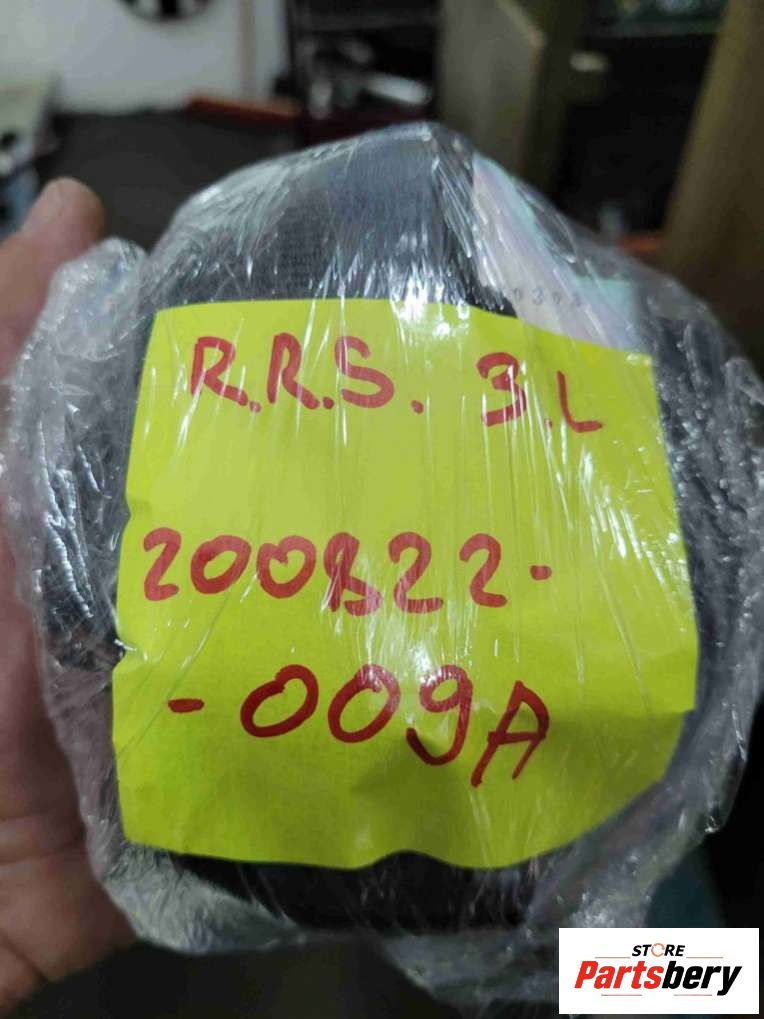 R.R.S. 3.L
200822-
-009A
STORE
Partsbery